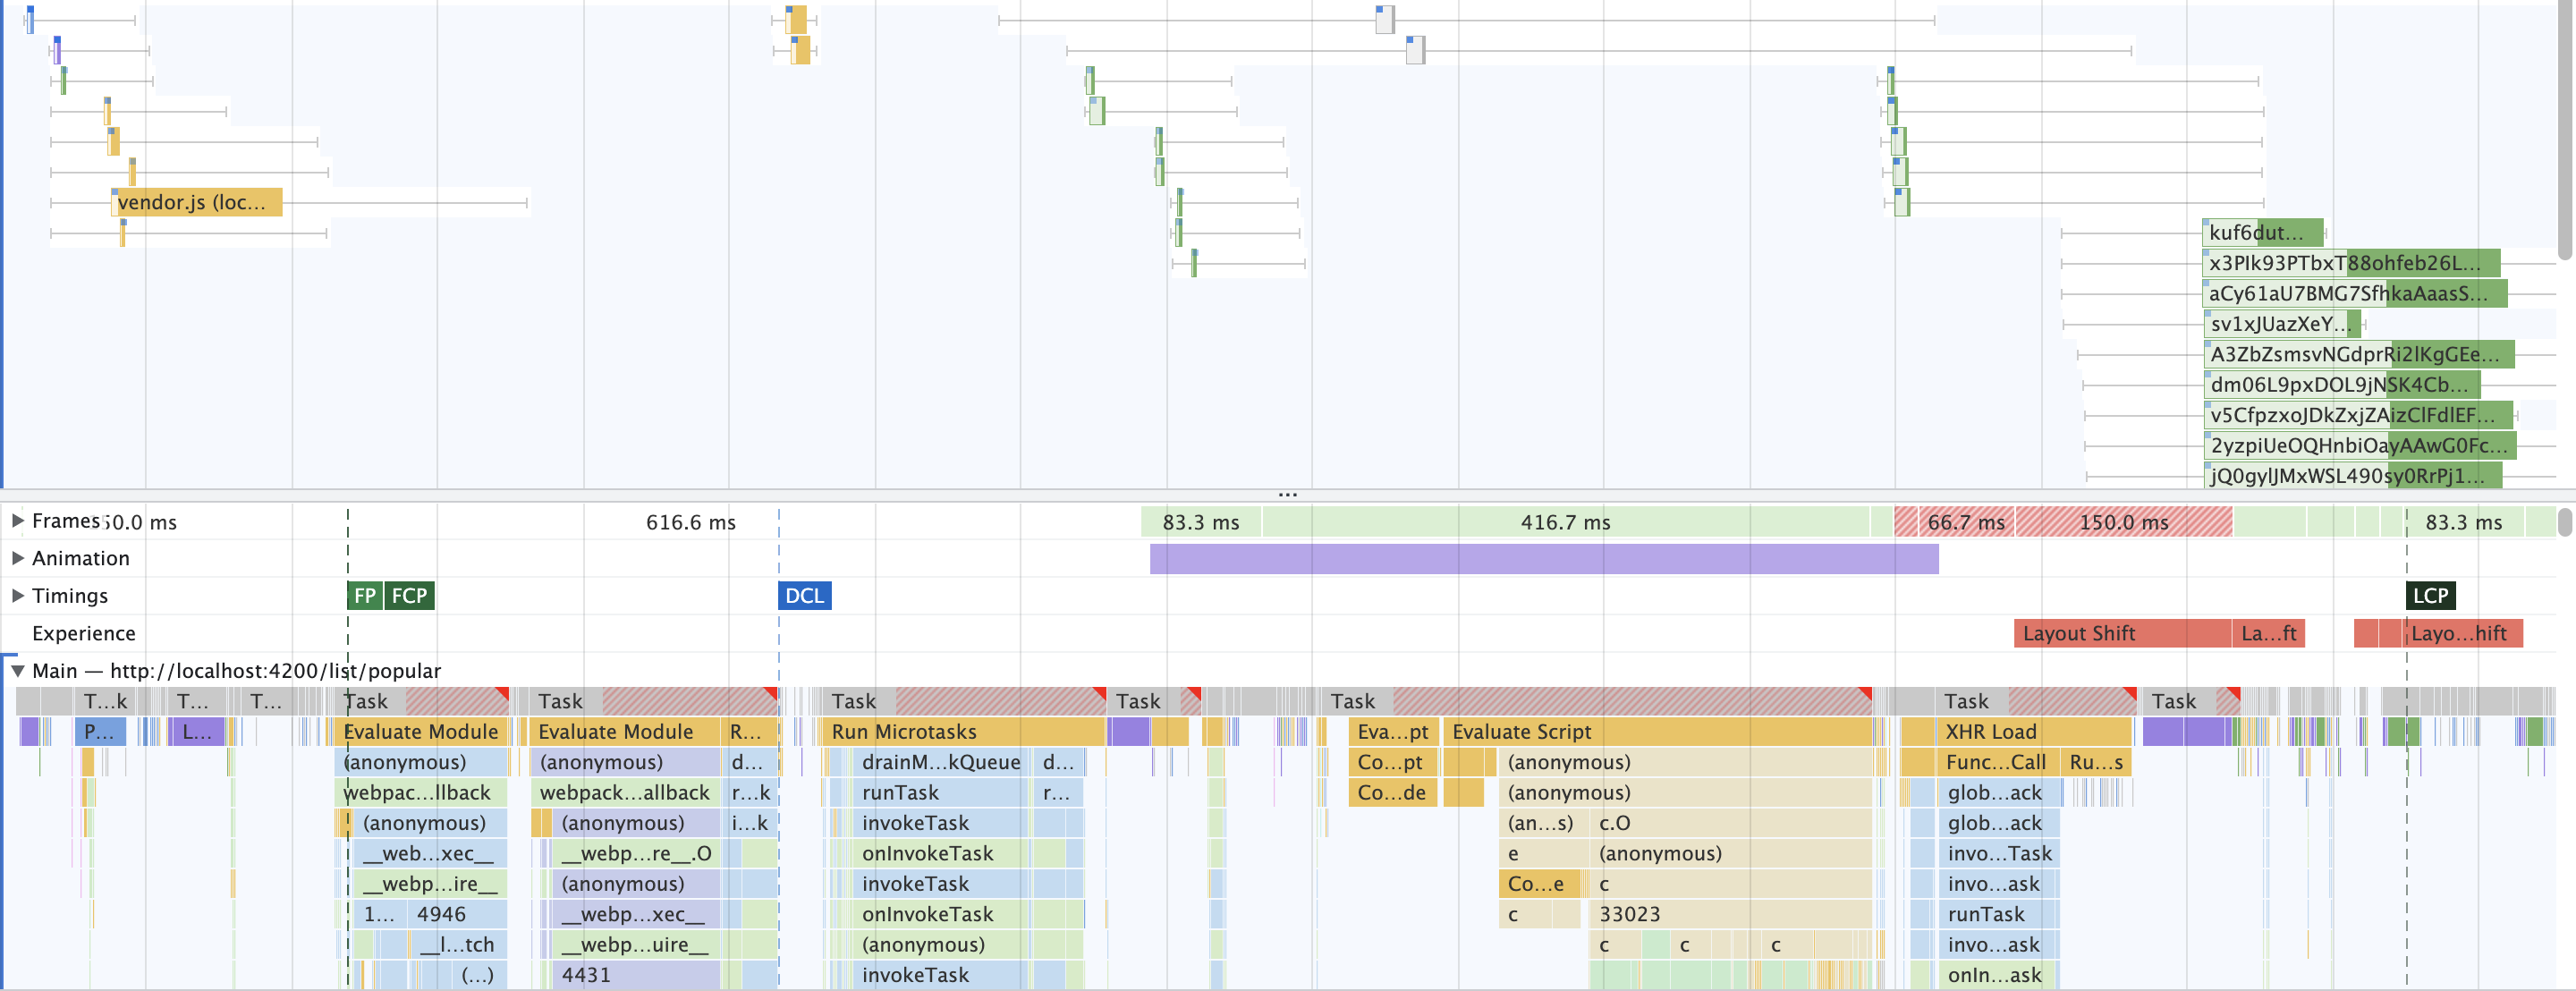 vendor.js (loc...
kuf6dut...
x3PIk93PTbxT88ohfeb26L...
aCy61aU7BMG7SfhkaAaasS...
sv1xJUazXeY...
A3ZbZsmsvNGdprRi2lKgGEe...
dm06L9pxDOL9jNSK4Cb...
v5CfpzxoJDkZxjZAizClFdlEF...
2yzpiUeOQHnbiOayAAwG0Fc...
jQ0gylJMxWSL490sy0RrPj1...
...
Frames 50.0 ms 616.6 ms 83.3 ms 416.7 ms 66.7 ms 150.0 ms 83.3 ms
Animation
Timings FP FCP DCL LCP
Experience Layout Shift La...ft Layo...hift
Main — http://localhost:4200/list/popular
T...k T... T... Task Task Task Task Task Task Task
P... L... Evaluate Module Evaluate Module R... Run Microtasks Eva...pt Evaluate Script XHR Load
(anonymous) (anonymous) d... drainM...kQueue d... Co...pt (anonymous) Func...Call Ru...s
webpac...llback webpack...allback r...k runTask r... Co...de (anonymous) glob...ack
(anonymous) (anonymous) i...k invokeTask (an...s) c.O glob...ack
__web...xec__ __webp...re__.O onInvokeTask e (anonymous) invo...Task
__webp...ire__ (anonymous) invokeTask Co...e c invo...ask
1... 4946 __webp...xec__ onInvokeTask c 33023 runTask
__l...tch __webp...uire__ (anonymous) c c c invo...ask
(...) 4431 invokeTask onIn...ask